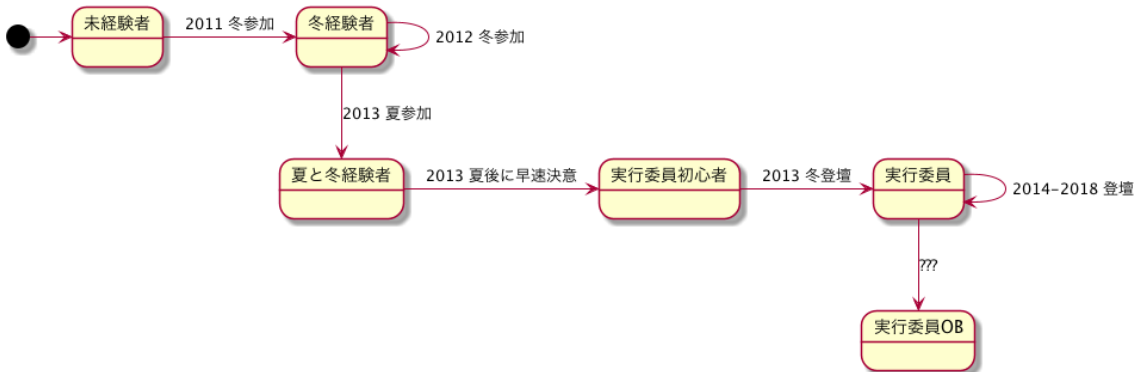 未経験者
2011 冬参加
冬経験者
2012 冬参加
2013 夏参加
夏と冬経験者
2013 夏後に早速決意
実行委員初心者
2013 冬登壇
実行委員
2014-2018 登壇
???
実行委員OB